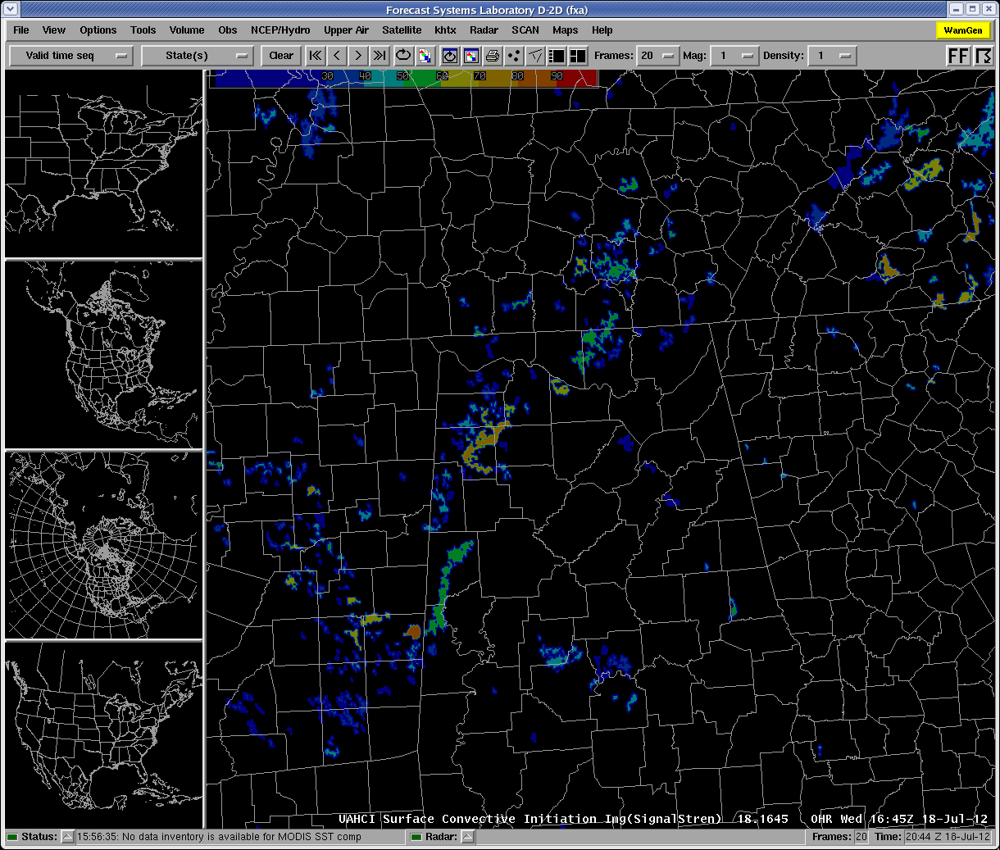 Forecast Systems Laboratory D-2D (fxa)
File View Options Tools Volume Obs NCEP/Hydro Upper Air Satellite khtx Radar SCAN Maps Help WarnGen
Valid time seq State(s) Clear Frames: 20 Mag: 1 Density: 1 FF
30 40 50 60 70 80 90
UAHCI Surface Convective Initiation Img(SignalStren) 18.1645 0HR Wed 16:45Z 18-Jul-12
Status: 15:56:35: No data inventory is available for MODIS SST comp Radar: Frames: 20 Time: 20:44 Z 18-Jul-12